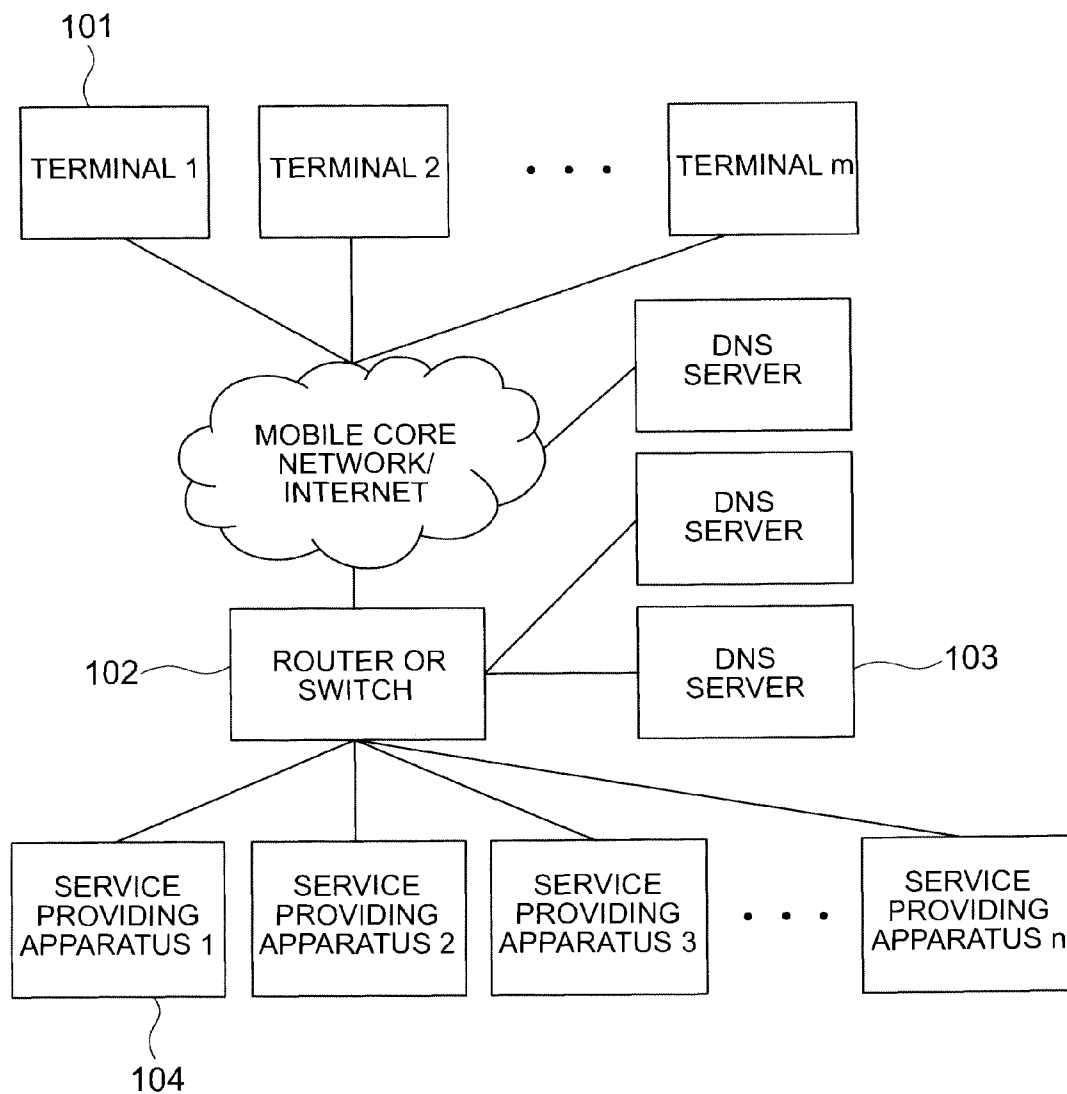 101
TERMINAL 1
TERMINAL 2
TERMINAL m
DNS
SERVER
MOBILE CORE
NETWORK/
INTERNET
DNS
SERVER
102
ROUTER OR
SWITCH
DNS
SERVER
103
SERVICE
PROVIDING
APPARATUS 1
SERVICE
PROVIDING
APPARATUS 2
SERVICE
PROVIDING
APPARATUS 3
SERVICE
PROVIDING
APPARATUS n
104